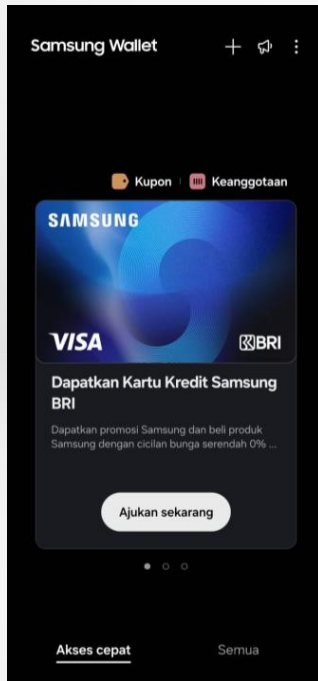 Samsung Wallet
Kupon
Keanggotaan
SAMSUNG
VISA
BRI
Dapatkan Kartu Kredit Samsung
BRI
Dapatkan promosi Samsung dan beli produk
Samsung dengan cicilan bunga serendah 0% ...
Ajukan sekarang
Akses cepat
Semua